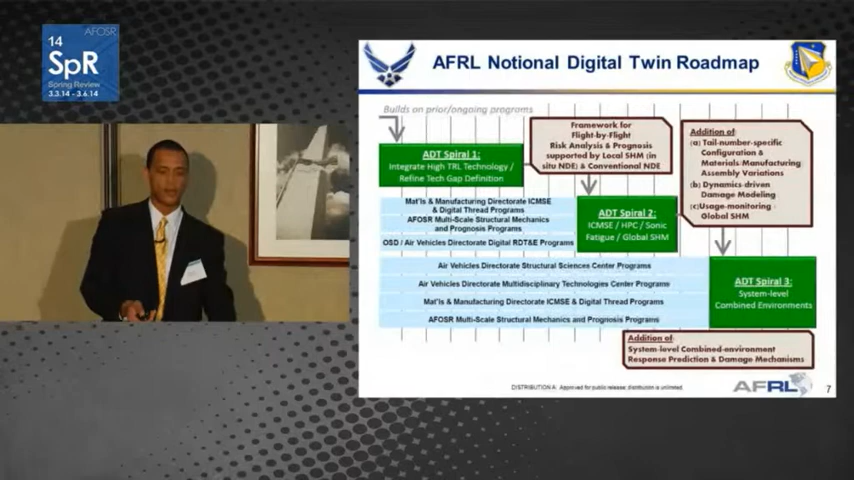 AFOSR
14
SpR
Spring Review
3.3.14 - 3.6.14
AFRL Notional Digital Twin Roadmap
Builds on prior/ongoing programs
ADT Spiral 1:
Integrate High TRL Technology /
Refine Tech Gap Definition
Framework for
Flight-by-Flight
Risk Analysis & Prognosis
supported by Local SHM (in
situ NDE) & Conventional NDE
Addition of
(a) Tail-number-specific
Configuration &
Materials-Manufacturing
Assembly Variations
(b) Dynamics-driven
Damage Modeling
(c)Usage-monitoring -
Global SHM
Mat'ls & Manufacturing Directorate ICMSE
& Digital Thread Programs
AFOSR Multi-Scale Structural Mechanics
and Prognosis Programs
OSD / Air Vehicles Directorate Digital RDT&E Programs
ADT Spiral 2:
ICMSE / HPC / Sonic
Fatigue / Global SHM
Air Vehicles Directorate Structural Sciences Center Programs
Air Vehicles Directorate Multidisciplinary Technologies Center Programs
Mat'ls & Manufacturing Directorate ICMSE & Digital Thread Programs
AFOSR Multi-Scale Structural Mechanics and Prognosis Programs
ADT Spiral 3:
System-level
Combined Environments
Addition of
System-level Combined-environment
Response Prediction & Damage Mechanisms
DISTRIBUTION A: Approved for public release; distribution is unlimited.
AFRL
7